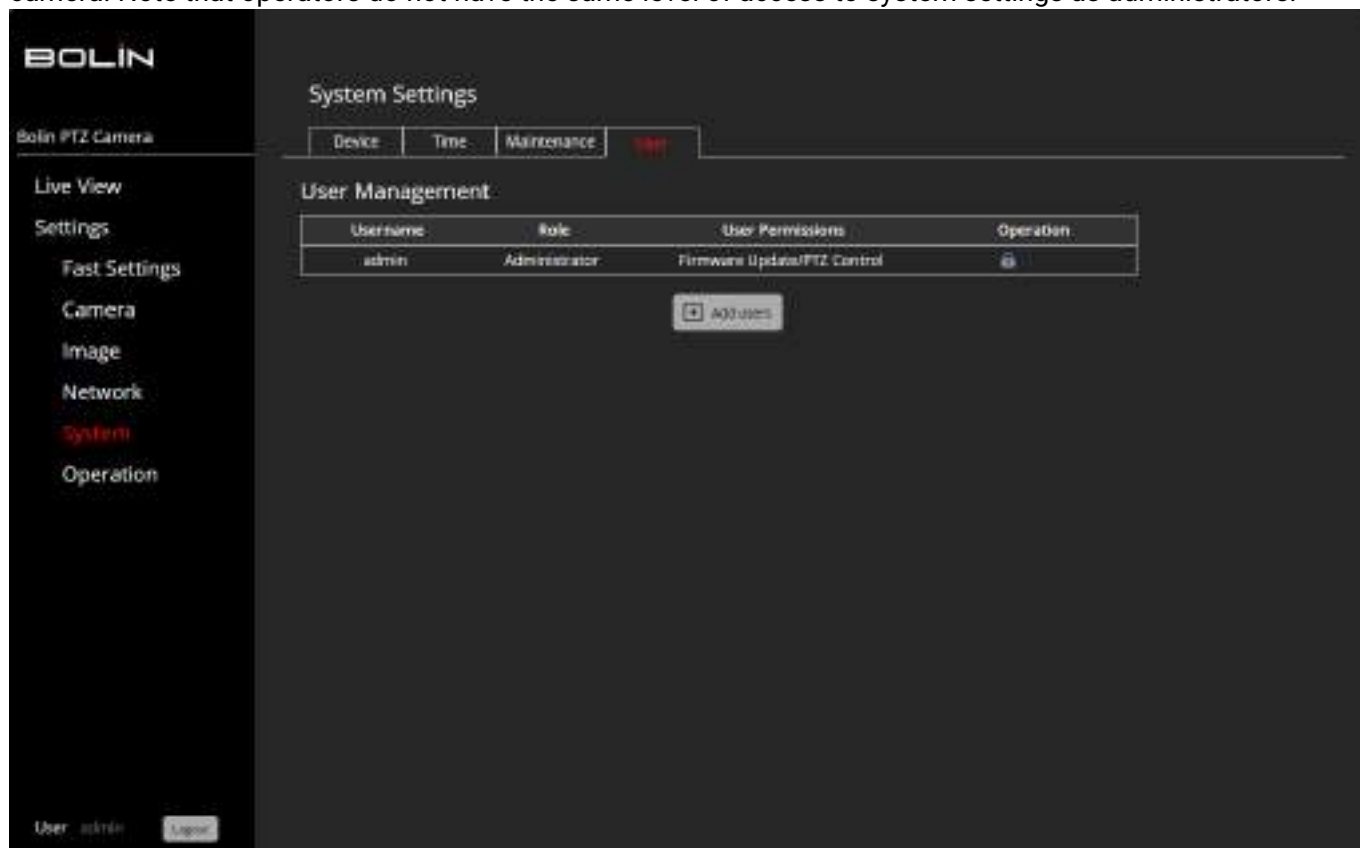 camera. Note that operators do not have the same level of access to system settings as administrators.
BOLIN
System Settings
Bolin PTZ Camera
Device Time Maintenance User
Live View
User Management
Settings
Username Role User Permissions Operation
admin Administrator Firmware Update/PTZ Control
Fast Settings
Camera
Add users
Image
Network
System
Operation
User admin Logout